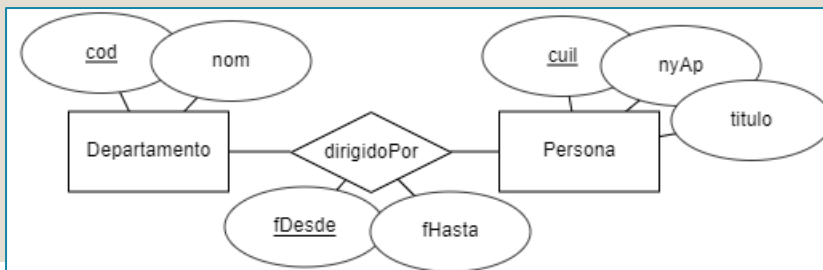 cod
nom
cuil
nyAp
titulo
Departamento
dirigidoPor
Persona
fDesde
fHasta